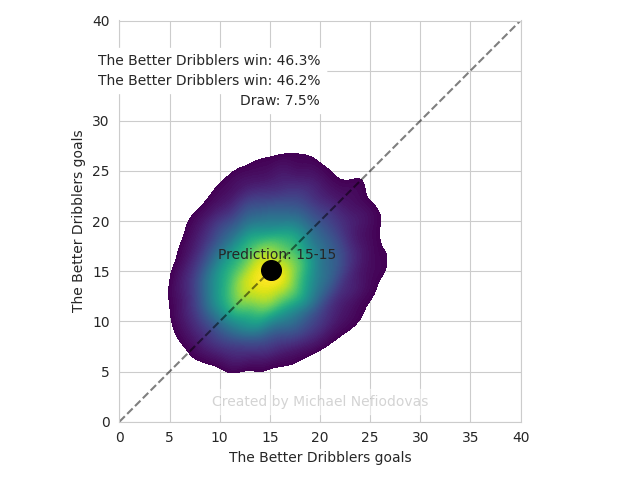 40
The Better Dribblers win: 46.3%
The Better Dribblers win: 46.2%
Draw: 7.5%
30
25
20
15
10
5
0
The Better Dribblers goals
Prediction: 15-15
Created by Michael Nefiodovas
0 5 10 15 20 25 30 35 40
The Better Dribblers goals